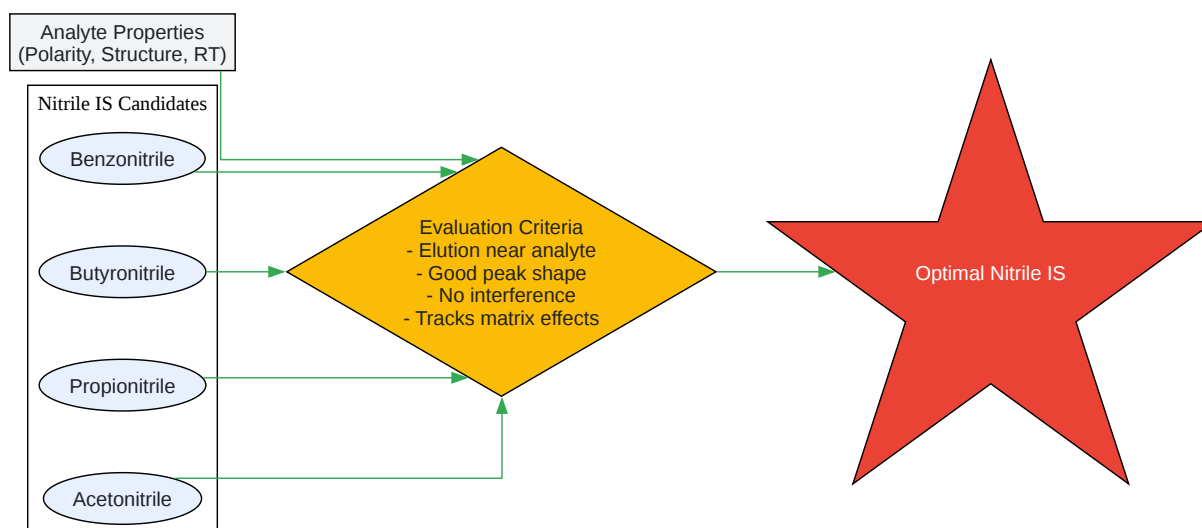 Analyte Properties
(Polarity, Structure, RT)
Nitrile IS Candidates
Benzonitrile
Butyronitrile
Propionitrile
Acetonitrile
Evaluation Criteria
- Elution near analyte
- Good peak shape
- No interference
- Tracks matrix effects
Optimal Nitrile IS